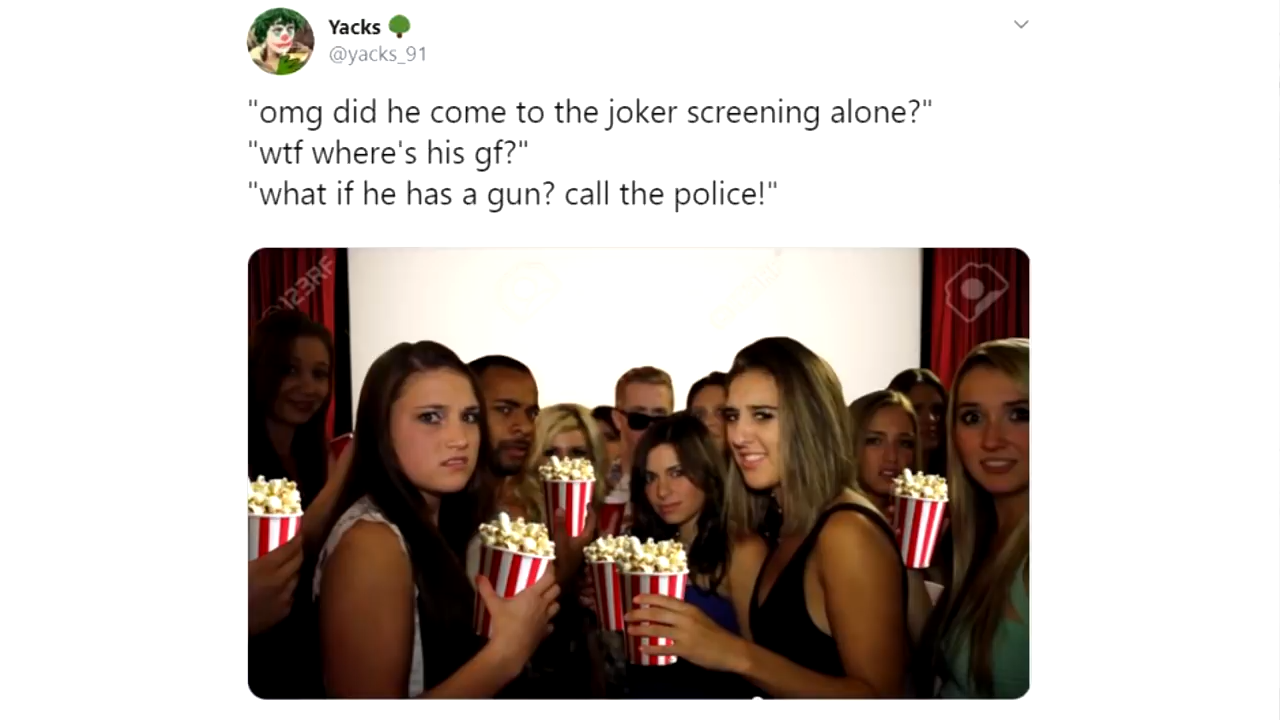 Yacks
@yacks_91
"omg did he come to the joker screening alone?"
"wtf where's his gf?"
"what if he has a gun? call the police!"
123RF